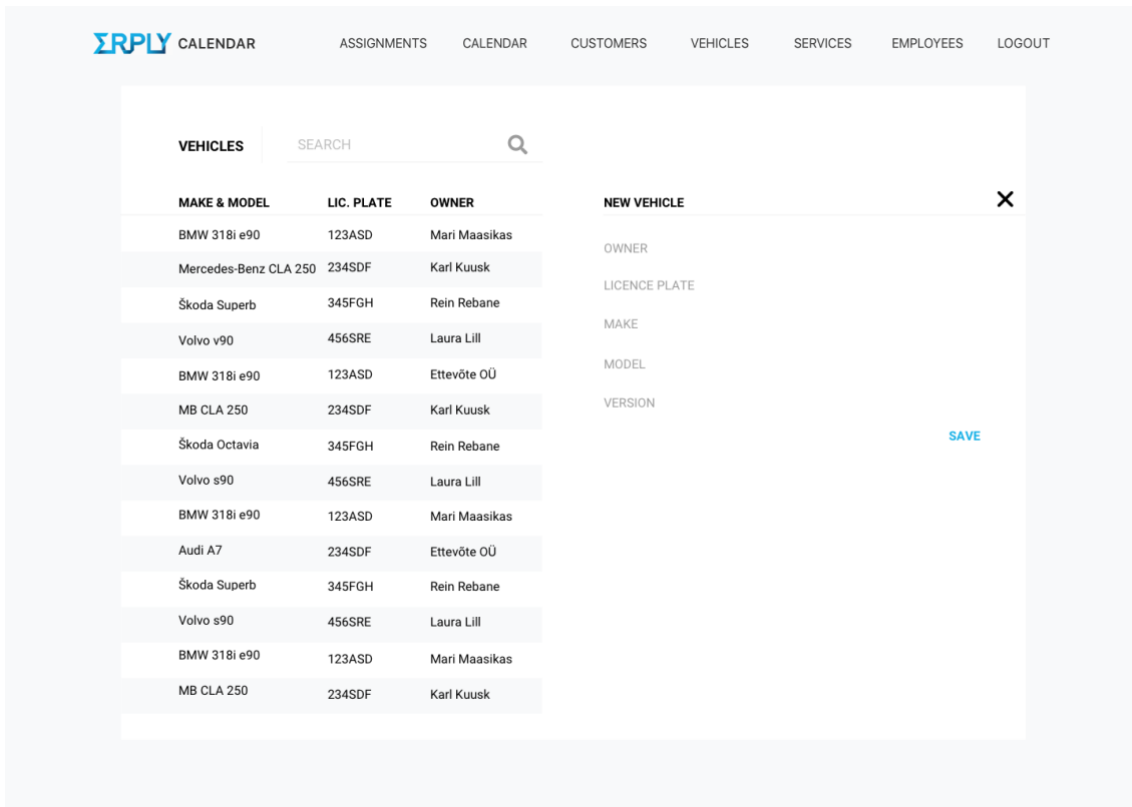 ERPLY CALENDAR ASSIGNMENTS CALENDAR CUSTOMERS VEHICLES SERVICES EMPLOYEES LOGOUT
VEHICLES SEARCH
MAKE & MODEL LIC. PLATE OWNER
BMW 318i e90 123ASD Mari Maasikas
Mercedes-Benz CLA 250 234SDF Karl Kuusk
Škoda Superb 345FGH Rein Rebane
Volvo v90 456SRE Laura Lill
BMW 318i e90 123ASD Ettevõte OÜ
MB CLA 250 234SDF Karl Kuusk
Škoda Octavia 345FGH Rein Rebane
Volvo s90 456SRE Laura Lill
BMW 318i e90 123ASD Mari Maasikas
Audi A7 234SDF Ettevõte OÜ
Škoda Superb 345FGH Rein Rebane
Volvo s90 456SRE Laura Lill
BMW 318i e90 123ASD Mari Maasikas
MB CLA 250 234SDF Karl Kuusk
NEW VEHICLE
OWNER
LICENCE PLATE
MAKE
MODEL
VERSION
SAVE